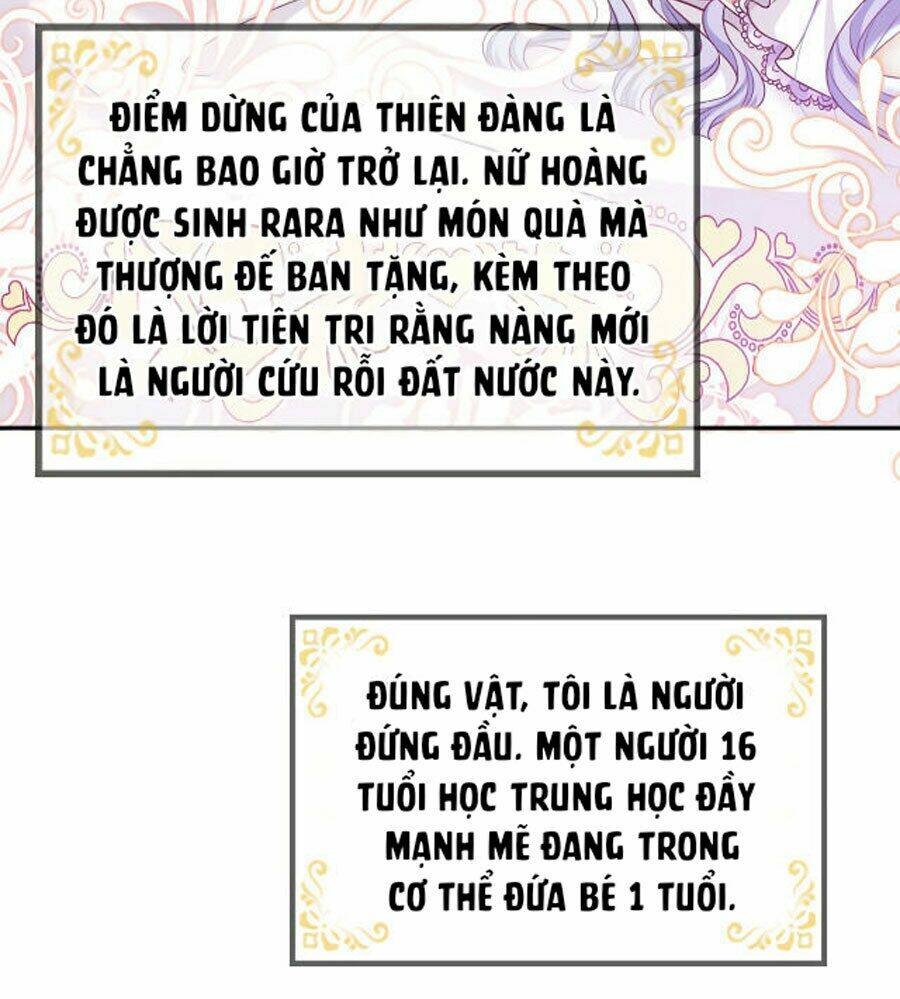 ĐIỂM DỪNG CỦA THIÊN ĐÀNG LÀ
CHẲNG BAO GIỜ TRỞ LẠI. NỮ HOÀNG
ĐƯỢC SINH RARA NHƯ MÓN QUÀ MÀ
THƯỢNG ĐẾ BAN TẶNG, KÈM THEO
ĐÓ LÀ LỜI TIÊN TRI RẰNG NÀNG MỚI
LÀ NGƯỜI CỨU RỖI ĐẤT NƯỚC NÀY.
ĐÚNG VẬT, TÔI LÀ NGƯỜI
ĐỨNG ĐẦU. MỘT NGƯỜI 16
TUỔI HỌC TRUNG HỌC ĐẦY
MẠNH MẼ ĐANG TRONG
CƠ THỂ ĐỨA BÉ 1 TUỔI.